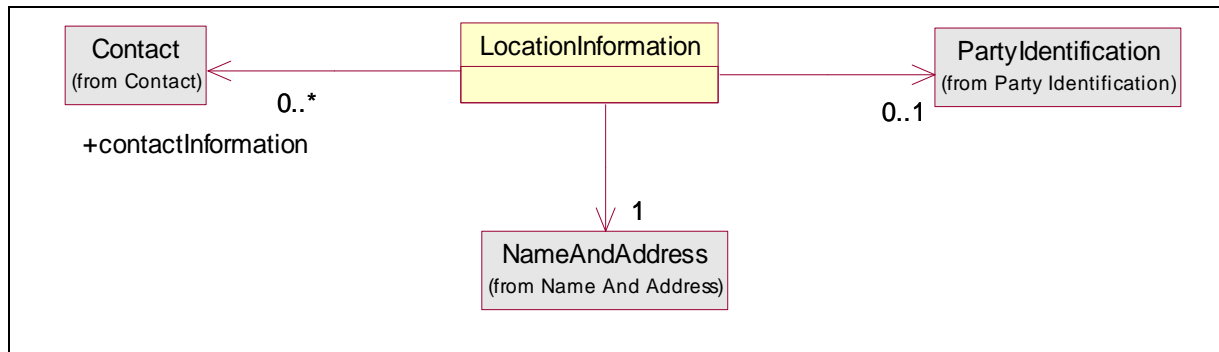 Contact
(from Contact)
0..*
+contactInformation
LocationInformation
PartyIdentification
(from Party Identification)
0..1
1
NameAndAddress
(from Name And Address)